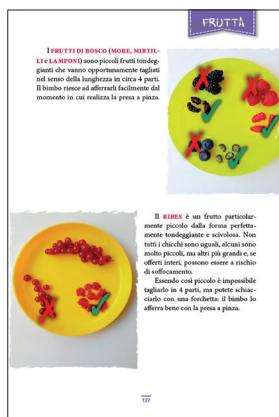 FRUTTA
I FRUTTI DI BOSCO (MORE, MIRTIL-
LI e LAMPONI) sono piccoli frutti tondeg-
gianti che vanno opportunamente tagliati
nel senso della lunghezza in circa 4 parti.
Il bimbo riesce ad afferrarli facilmente dal
momento in cui realizza la presa a pinza.
Il RIBES è un frutto particolar-
mente piccolo dalla forma perfetta-
mente tondeggiante e scivolosa. Non
tutti i chicchi sono uguali, alcuni sono
molto piccoli, ma altri più grandi e, se
offerti interi, possono essere a rischio
di soffocamento.
Essendo così piccolo è impossibile
tagliarlo in 4 parti, ma potete schiac-
ciarlo con una forchetta: il bimbo lo
afferra bene con la presa a pinza.
137